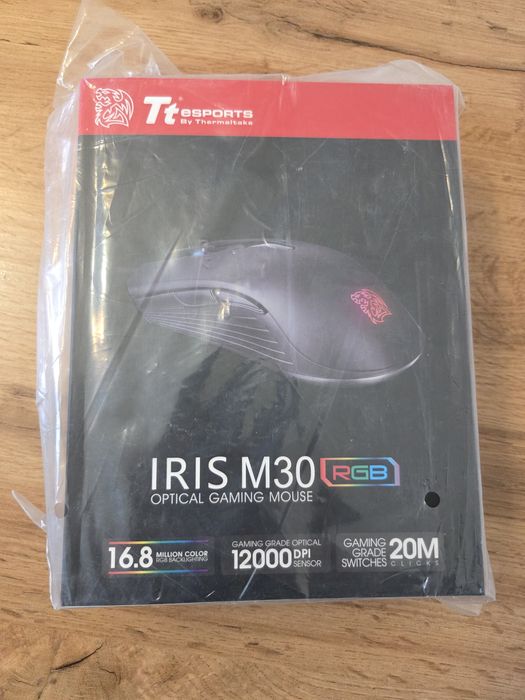 Tt eSPORTS
By Thermaltake
IRIS M30 RGB
OPTICAL GAMING MOUSE
16.8 MILLION COLOR
RGB BACKLIGHTING
GAMING GRADE OPTICAL
12000 DPI
SENSOR
GAMING
GRADE
SWITCHES
20M
CLICKS